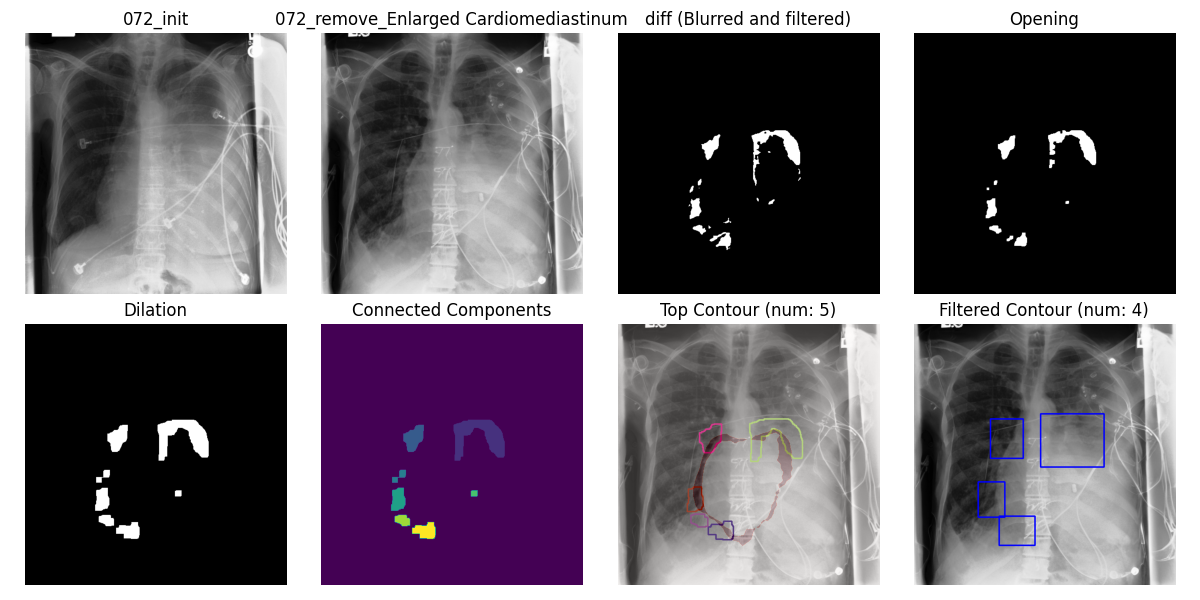 072_init
072_remove_Enlarged Cardiomediastinum
diff (Blurred and filtered)
Opening
Dilation
Connected Components
Top Contour (num: 5)
Filtered Contour (num: 4)